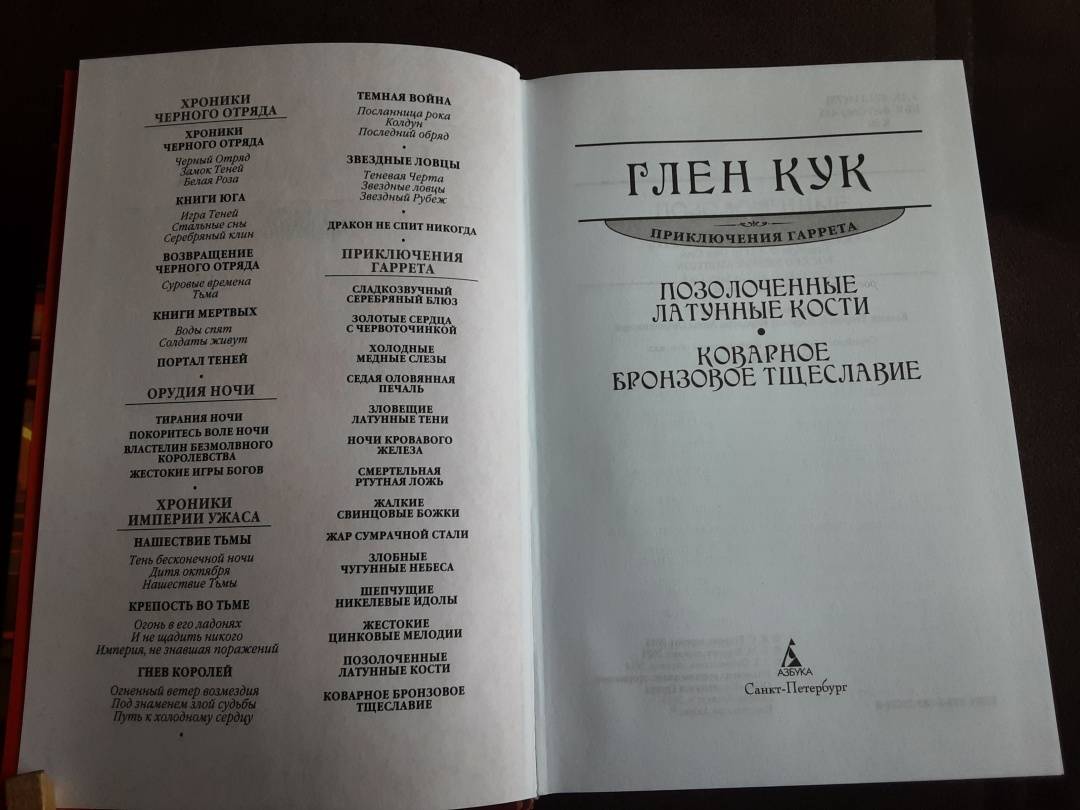 ХРОНИКИ
ЧЕРНОГО ОТРЯДА
ХРОНИКИ
ЧЕРНОГО ОТРЯДА
Черный Отряд
Замок Теней
Белая Роза
КНИГИ ЮГА
Игра Теней
Стальные сны
Серебряный клин
ВОЗВРАЩЕНИЕ
ЧЕРНОГО ОТРЯДА
Суровые времена
Тьма
КНИГИ МЕРТВЫХ
Воды спят
Солдаты живут
ПОРТАЛ ТЕНЕЙ
ОРУДИЯ НОЧИ
ТИРАНИЯ НОЧИ
ПОКОРИТЕСЬ ВОЛЕ НОЧИ
ВЛАСТЕЛИН БЕЗМОЛВНОГО
КОРОЛЕВСТВА
ЖЕСТОКИЕ ИГРЫ БОГОВ
ХРОНИКИ
ИМПЕРИИ УЖАСА
НАШЕСТВИЕ ТЬМЫ
Тень бесконечной ночи
Дитя октября
Нашествие Тьмы
КРЕПОСТЬ ВО ТЬМЕ
Огонь в его ладонях
И не щадить никого
Империя, не знавшая поражений
ГНЕВ КОРОЛЕЙ
Огненный ветер возмездия
Под знаменем злой судьбы
Путь к холодному сердцу
ТЕМНАЯ ВОЙНА
Посланница рока
Колдун
Последний обряд
ЗВЕЗДНЫЕ ЛОВЦЫ
Теневая Черта
Звездные ловцы
Звездный Рубеж
ДРАКОН НЕ СПИТ НИКОГДА
ПРИКЛЮЧЕНИЯ
ГАРРЕТА
СЛАДКОЗВУЧНЫЙ
СЕРЕБРЯНЫЙ БЛЮЗ
ЗОЛОТЫЕ СЕРДЦА
С ЧЕРВОТОЧИНКОЙ
ХОЛОДНЫЕ
МЕДНЫЕ СЛЕЗЫ
СЕДАЯ ОЛОВЯННАЯ
ПЕЧАЛЬ
ЗЛОВЕЩИЕ
ЛАТУННЫЕ ТЕНИ
НОЧИ КРОВАВОГО
ЖЕЛЕЗА
СМЕРТЕЛЬНАЯ
РТУТНАЯ ЛОЖЬ
ЖАЛКИЕ
СВИНЦОВЫЕ БОЖКИ
ЖАР СУМРАЧНОЙ СТАЛИ
ЗЛОБНЫЕ
ЧУГУННЫЕ НЕБЕСА
ШЕПЧУЩИЕ
НИКЕЛЕВЫЕ ИДОЛЫ
ЖЕСТОКИЕ
ЦИНКОВЫЕ МЕЛОДИИ
ПОЗОЛОЧЕННЫЕ
ЛАТУННЫЕ КОСТИ
КОВАРНОЕ БРОНЗОВОЕ
ТЩЕСЛАВИЕ
ГЛЕН КУК
ПРИКЛЮЧЕНИЯ ГАРРЕТА
ПОЗОЛОЧЕННЫЕ
ЛАТУННЫЕ КОСТИ
КОВАРНОЕ
БРОНЗОВОЕ ТЩЕСЛАВИЕ
АЗБУКА
Санкт-Петербург